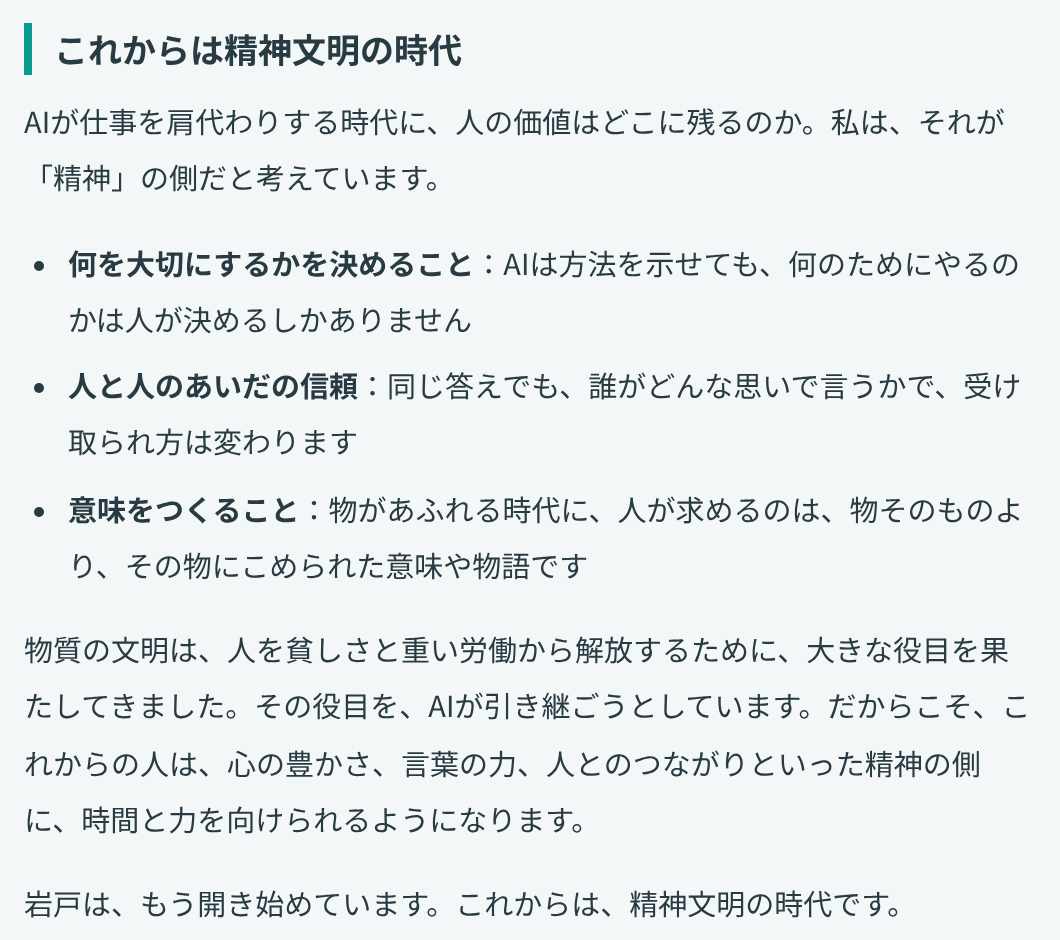 これからは精神文明の時代
AIが仕事を肩代わりする時代に、人の価値はどこに残るのか。私は、それが
「精神」の側だと考えています。
• 何を大切にするかを決めること：AIは方法を示せても、何のためにやるの
かは人が決めるしかありません
• 人と人のあいだの信頼：同じ答えでも、誰がどんな思いで言うかで、受け
取られ方は変わります
• 意味をつくること：物があふれる時代に、人が求めるのは、物そのものよ
り、その物にこめられた意味や物語です
物質の文明は、人を貧しさと重い労働から解放するために、大きな役目を果
たしてきました。その役目を、AIが引き継ごうとしています。だからこそ、こ
れからの人は、心の豊かさ、言葉の力、人とのつながりといった精神の側
に、時間と力を向けられるようになります。
岩戸は、もう開き始めています。これからは、精神文明の時代です。